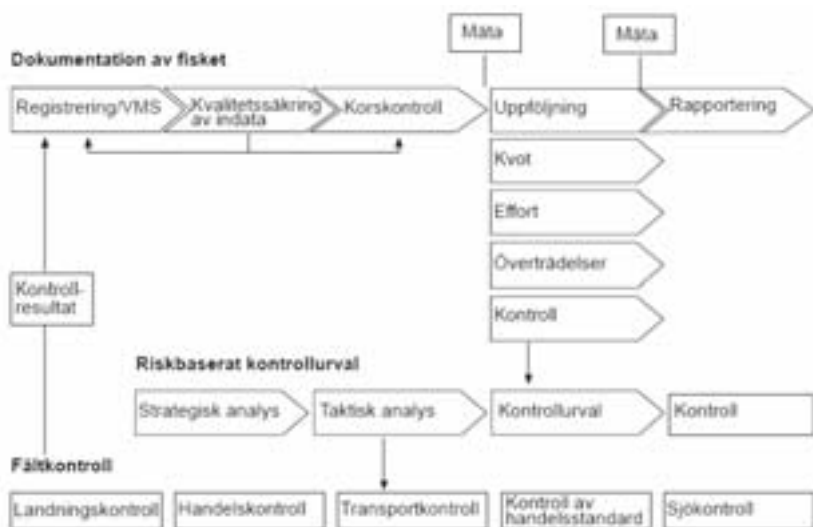 Mäta
Mäta
Dokumentation av fisket
Registrering/VMS
Kvalitetssäkring
av indata
Korskontroll
Uppföljning
Rapportering
Kvot
Effort
Överträdelser
Kontroll
Kontroll-
resultat
Riskbaserat kontrollurval
Strategisk analys
Taktisk analys
Kontrollurval
Kontroll
Fältkontroll
Landningskontroll
Handelskontroll
Transportkontroll
Kontroll av
handelsstandard
Sjökontroll